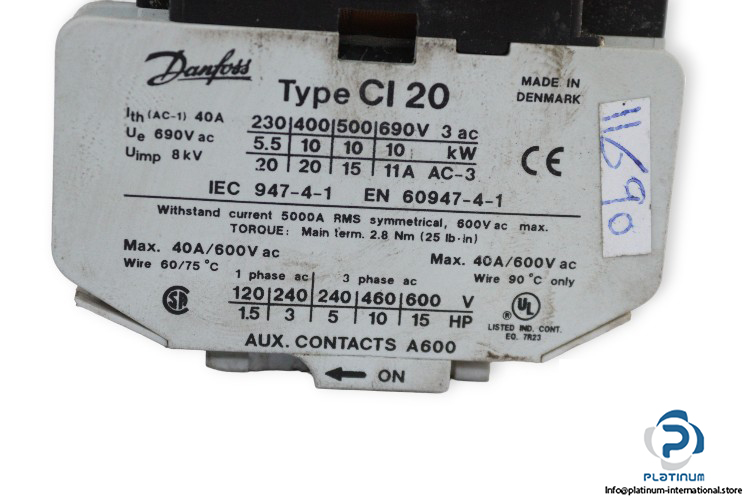 Danfoss
Type CI 20
MADE IN
DENMARK
Ith (AC-1) 40A
Ue 690V ac
Uimp 8 kV
230 400 500 690V 3 ac
5.5 10 10 10 kW
20 20 15 11A AC-3
CE
11690
IEC 947-4-1 EN 60947-4-1
Withstand current 5000A RMS symmetrical, 600V ac max.
TORQUE: Main term. 2.8 Nm (25 lb·in)
Max. 40A/600V ac
Wire 60/75 °C
Max. 40A/600V ac
Wire 90 °C only
1 phase ac 3 phase ac
120 240 240 460 600 V
1.5 3 5 10 15 HP
SA
UL
®
LISTED IND. CONT.
EQ. 7R23
AUX. CONTACTS A600
← ON
PLATINUM
Info@platinum-international.store